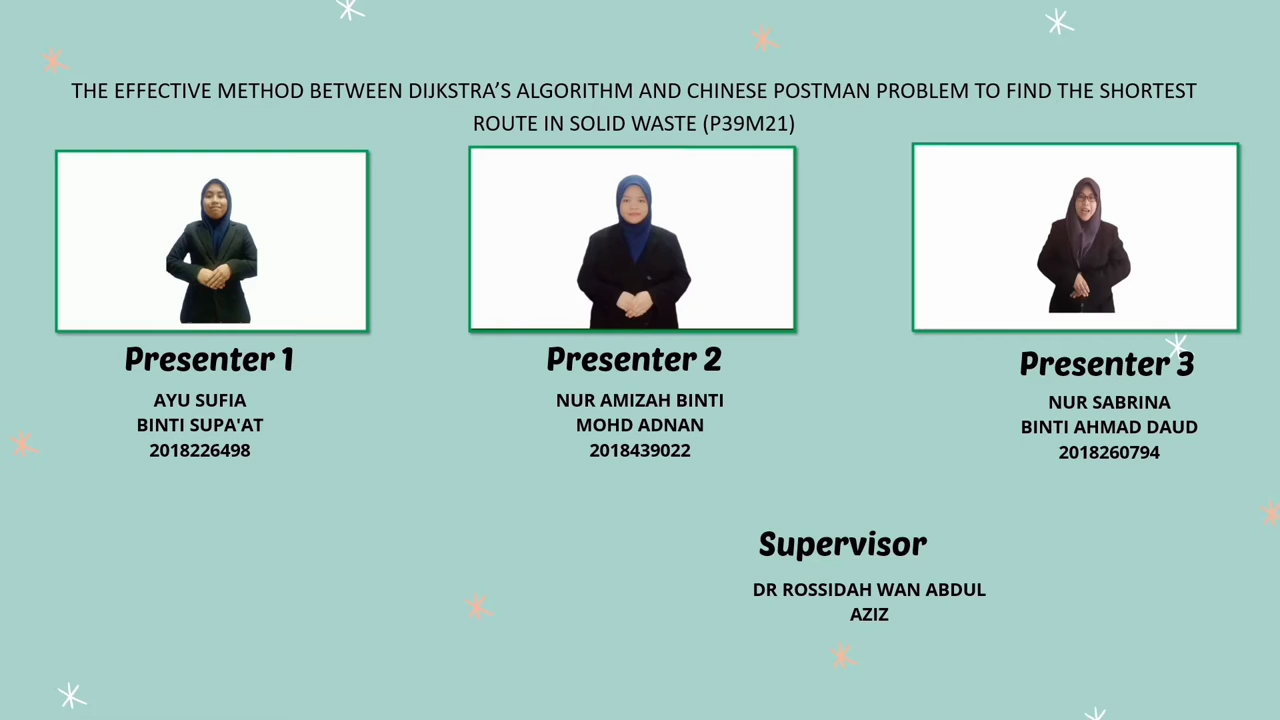 THE EFFECTIVE METHOD BETWEEN DIJKSTRA’S ALGORITHM AND CHINESE POSTMAN PROBLEM TO FIND THE SHORTEST
ROUTE IN SOLID WASTE (P39M21)
Presenter 1
AYU SUFIA
BINTI SUPA'AT
2018226498
Presenter 2
NUR AMIZAH BINTI
MOHD ADNAN
2018439022
Presenter 3
NUR SABRINA
BINTI AHMAD DAUD
2018260794
Supervisor
DR ROSSIDAH WAN ABDUL
AZIZ